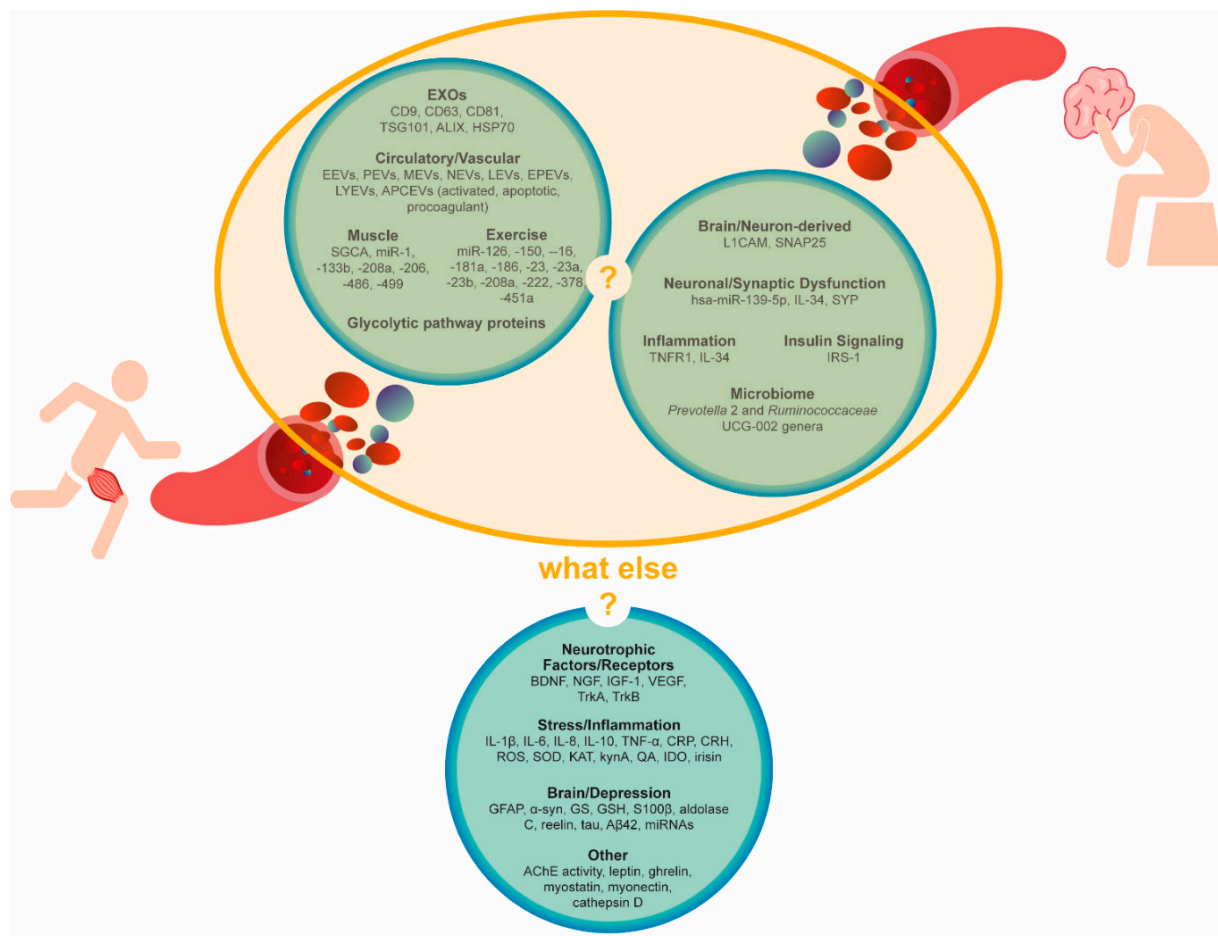 EXOs
CD9, CD63, CD81,
TSG101, ALIX, HSP70
Circulatory/Vascular
EEVs, PEVs, MEVs, NEVs, LEVs, EPEVs,
LYEVs, APCEVs (activated, apoptotic,
procoagulant)
Muscle
SGCA, miR-1,
-133b, -208a, -206,
-486, -499
Exercise
miR-126, -150, --16,
-181a, -186, -23, -23a,
-23b, -208a, -222, -378,
-451a
Glycolytic pathway proteins
?
Brain/Neuron-derived
L1CAM, SNAP25
Neuronal/Synaptic Dysfunction
hsa-miR-139-5p, IL-34, SYP
Inflammation
TNFR1, IL-34
Insulin Signaling
IRS-1
Microbiome
Prevotella 2 and Ruminococcaceae
UCG-002 genera
what else
?
Neurotrophic
Factors/Receptors
BDNF, NGF, IGF-1, VEGF,
TrkA, TrkB
Stress/Inflammation
IL-1β, IL-6, IL-8, IL-10, TNF-α, CRP, CRH,
ROS, SOD, KAT, kynA, QA, IDO, irisin
Brain/Depression
GFAP, α-syn, GS, GSH, S100β, aldolase
C, reelin, tau, Aβ42, miRNAs
Other
AChE activity, leptin, ghrelin,
myostatin, myonectin,
cathepsin D